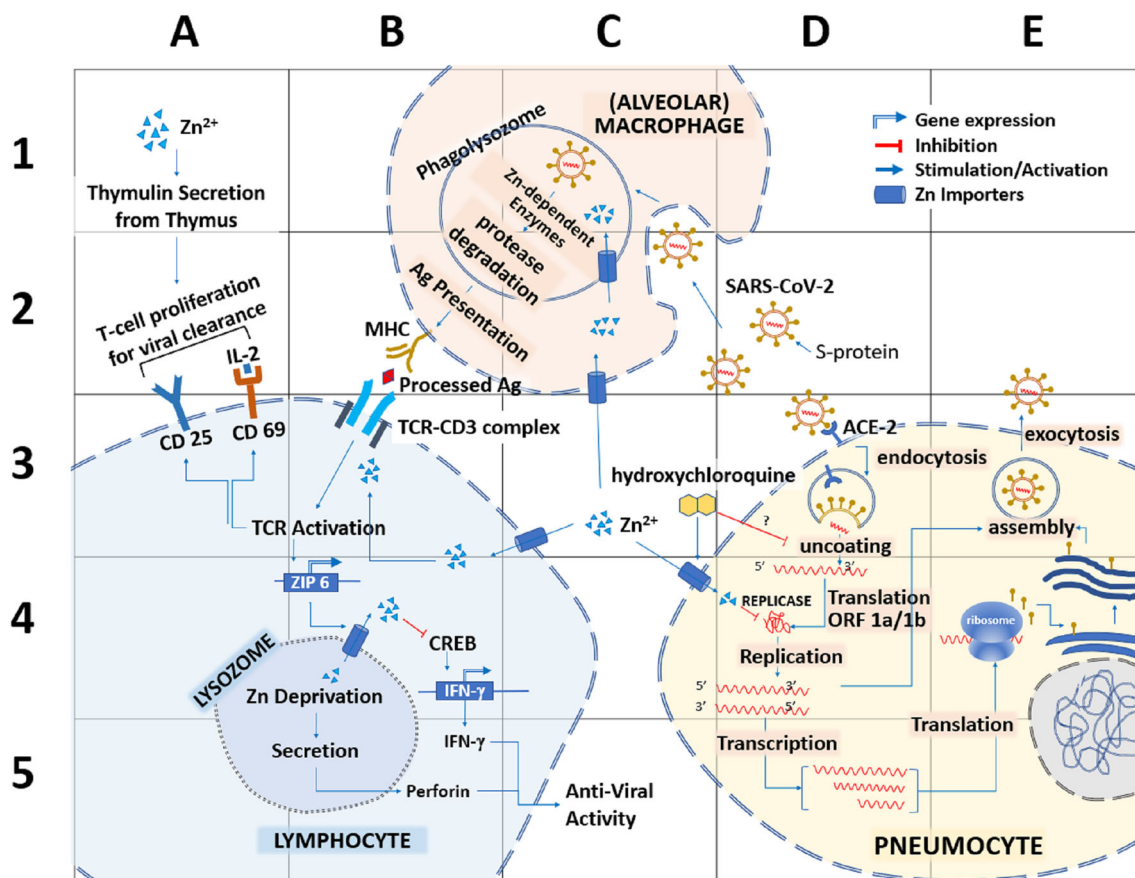 A B C D E
1
2
3
4
5
Zn²⁺
Thymulin Secretion
from Thymus
T-cell proliferation
for viral clearance
IL-2
CD 25
CD 69
(ALVEOLAR)
MACROPHAGE
Phagolysozome
Zn-dependent
Enzymes
protease
degradation
Ag Presentation
MHC
Processed Ag
TCR-CD3 complex
Gene expression
Inhibition
Stimulation/Activation
Zn Importers
SARS-CoV-2
S-protein
ACE-2
endocytosis
exocytosis
hydroxychloroquine
?
Zn²⁺
uncoating
assembly
TCR Activation
ZIP 6
CREB
IFN-γ
IFN-γ
LYSOZOME
Zn Deprivation
Secretion
Perforin
Anti-Viral
Activity
LYMPHOCYTE
5′ 3′
REPLICASE
Translation
ORF 1a/1b
Replication
5′ 3′
3′ 5′
Transcription
ribosome
Translation
PNEUMOCYTE